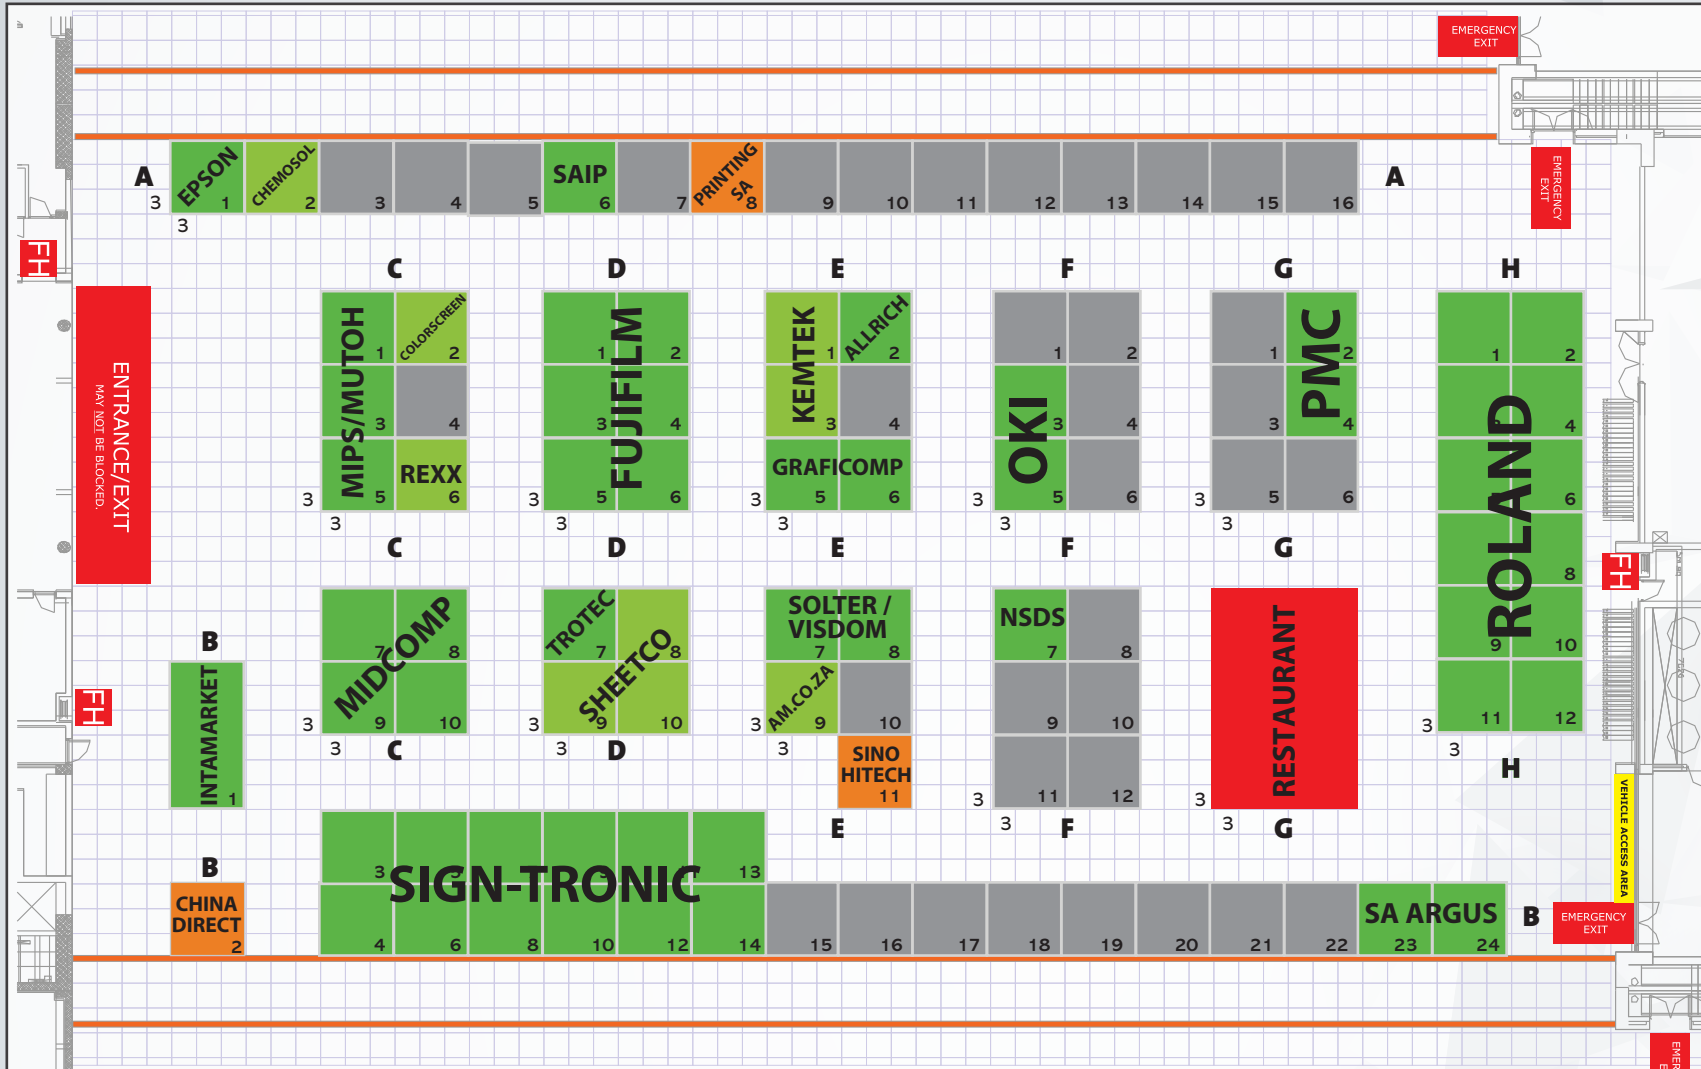 EMERGENCY
EXIT
EMERGENCY
EXIT
A
3
3
EPSON
1
CHEMOSOL
2
3
4
5
SAIP
6
7
PRINTING
SA
8
9
10
11
12
13
14
15
16
A
FH
ENTRANCE/EXIT
MAY NOT BE BLOCKED.
C
D
E
F
G
H
MIPS/MUTOH
1
3
5
COLORSCREEN
2
4
REXX
6
3
3
C
FUJIFILM
1
2
3
4
5
6
3
3
D
KEMTEK
1
3
ALLRICH
2
4
GRAFICOMP
5
6
3
3
E
1
2
OKI
3
4
5
6
3
3
F
1
PMC
2
3
4
5
6
3
3
G
ROLAND
1
2
4
6
8
9
10
11
12
3
3
H
FH
B
INTAMARKET
1
FH
MIDCOMP
7
8
9
10
3
3
C
TROTEC
7
SHEETCO
8
9
10
3
3
D
SOLTER /
VISDOM
7
8
AM.CO.ZA
9
10
3
3
SINO
HITECH
11
E
NSDS
7
8
9
10
11
12
3
3
F
RESTAURANT
3
3
G
VEHICLE ACCESS AREA
B
CHINA
DIRECT
2
SIGN-TRONIC
3
13
4
6
8
10
12
14
15
16
17
18
19
20
21
22
SA ARGUS
23
24
B
EMERGENCY
EXIT